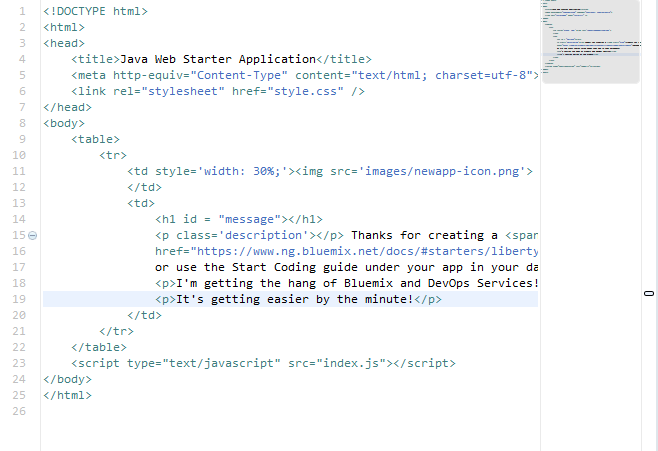 1 <!DOCTYPE html>
2 <html>
3 <head>
4 <title>Java Web Starter Application</title>
5 <meta http-equiv="Content-Type" content="text/html; charset=utf-8">
6 <link rel="stylesheet" href="style.css" />
7 </head>
8 <body>
9 <table>
10 <tr>
11 <td style='width: 30%;'><img src='images/newapp-icon.png'>
12 </td>
13 <td>
14 <h1 id = "message"></h1>
15 <p class='description'></p> Thanks for creating a <span
16 href="https://www.ng.bluemix.net/docs/#starters/liberty
17 or use the Start Coding guide under your app in your da
18 <p>I'm getting the hang of Bluemix and DevOps Services!
19 <p>It's getting easier by the minute!</p>
20 </td>
21 </tr>
22 </table>
23 <script type="text/javascript" src="index.js"></script>
24 </body>
25 </html>
26